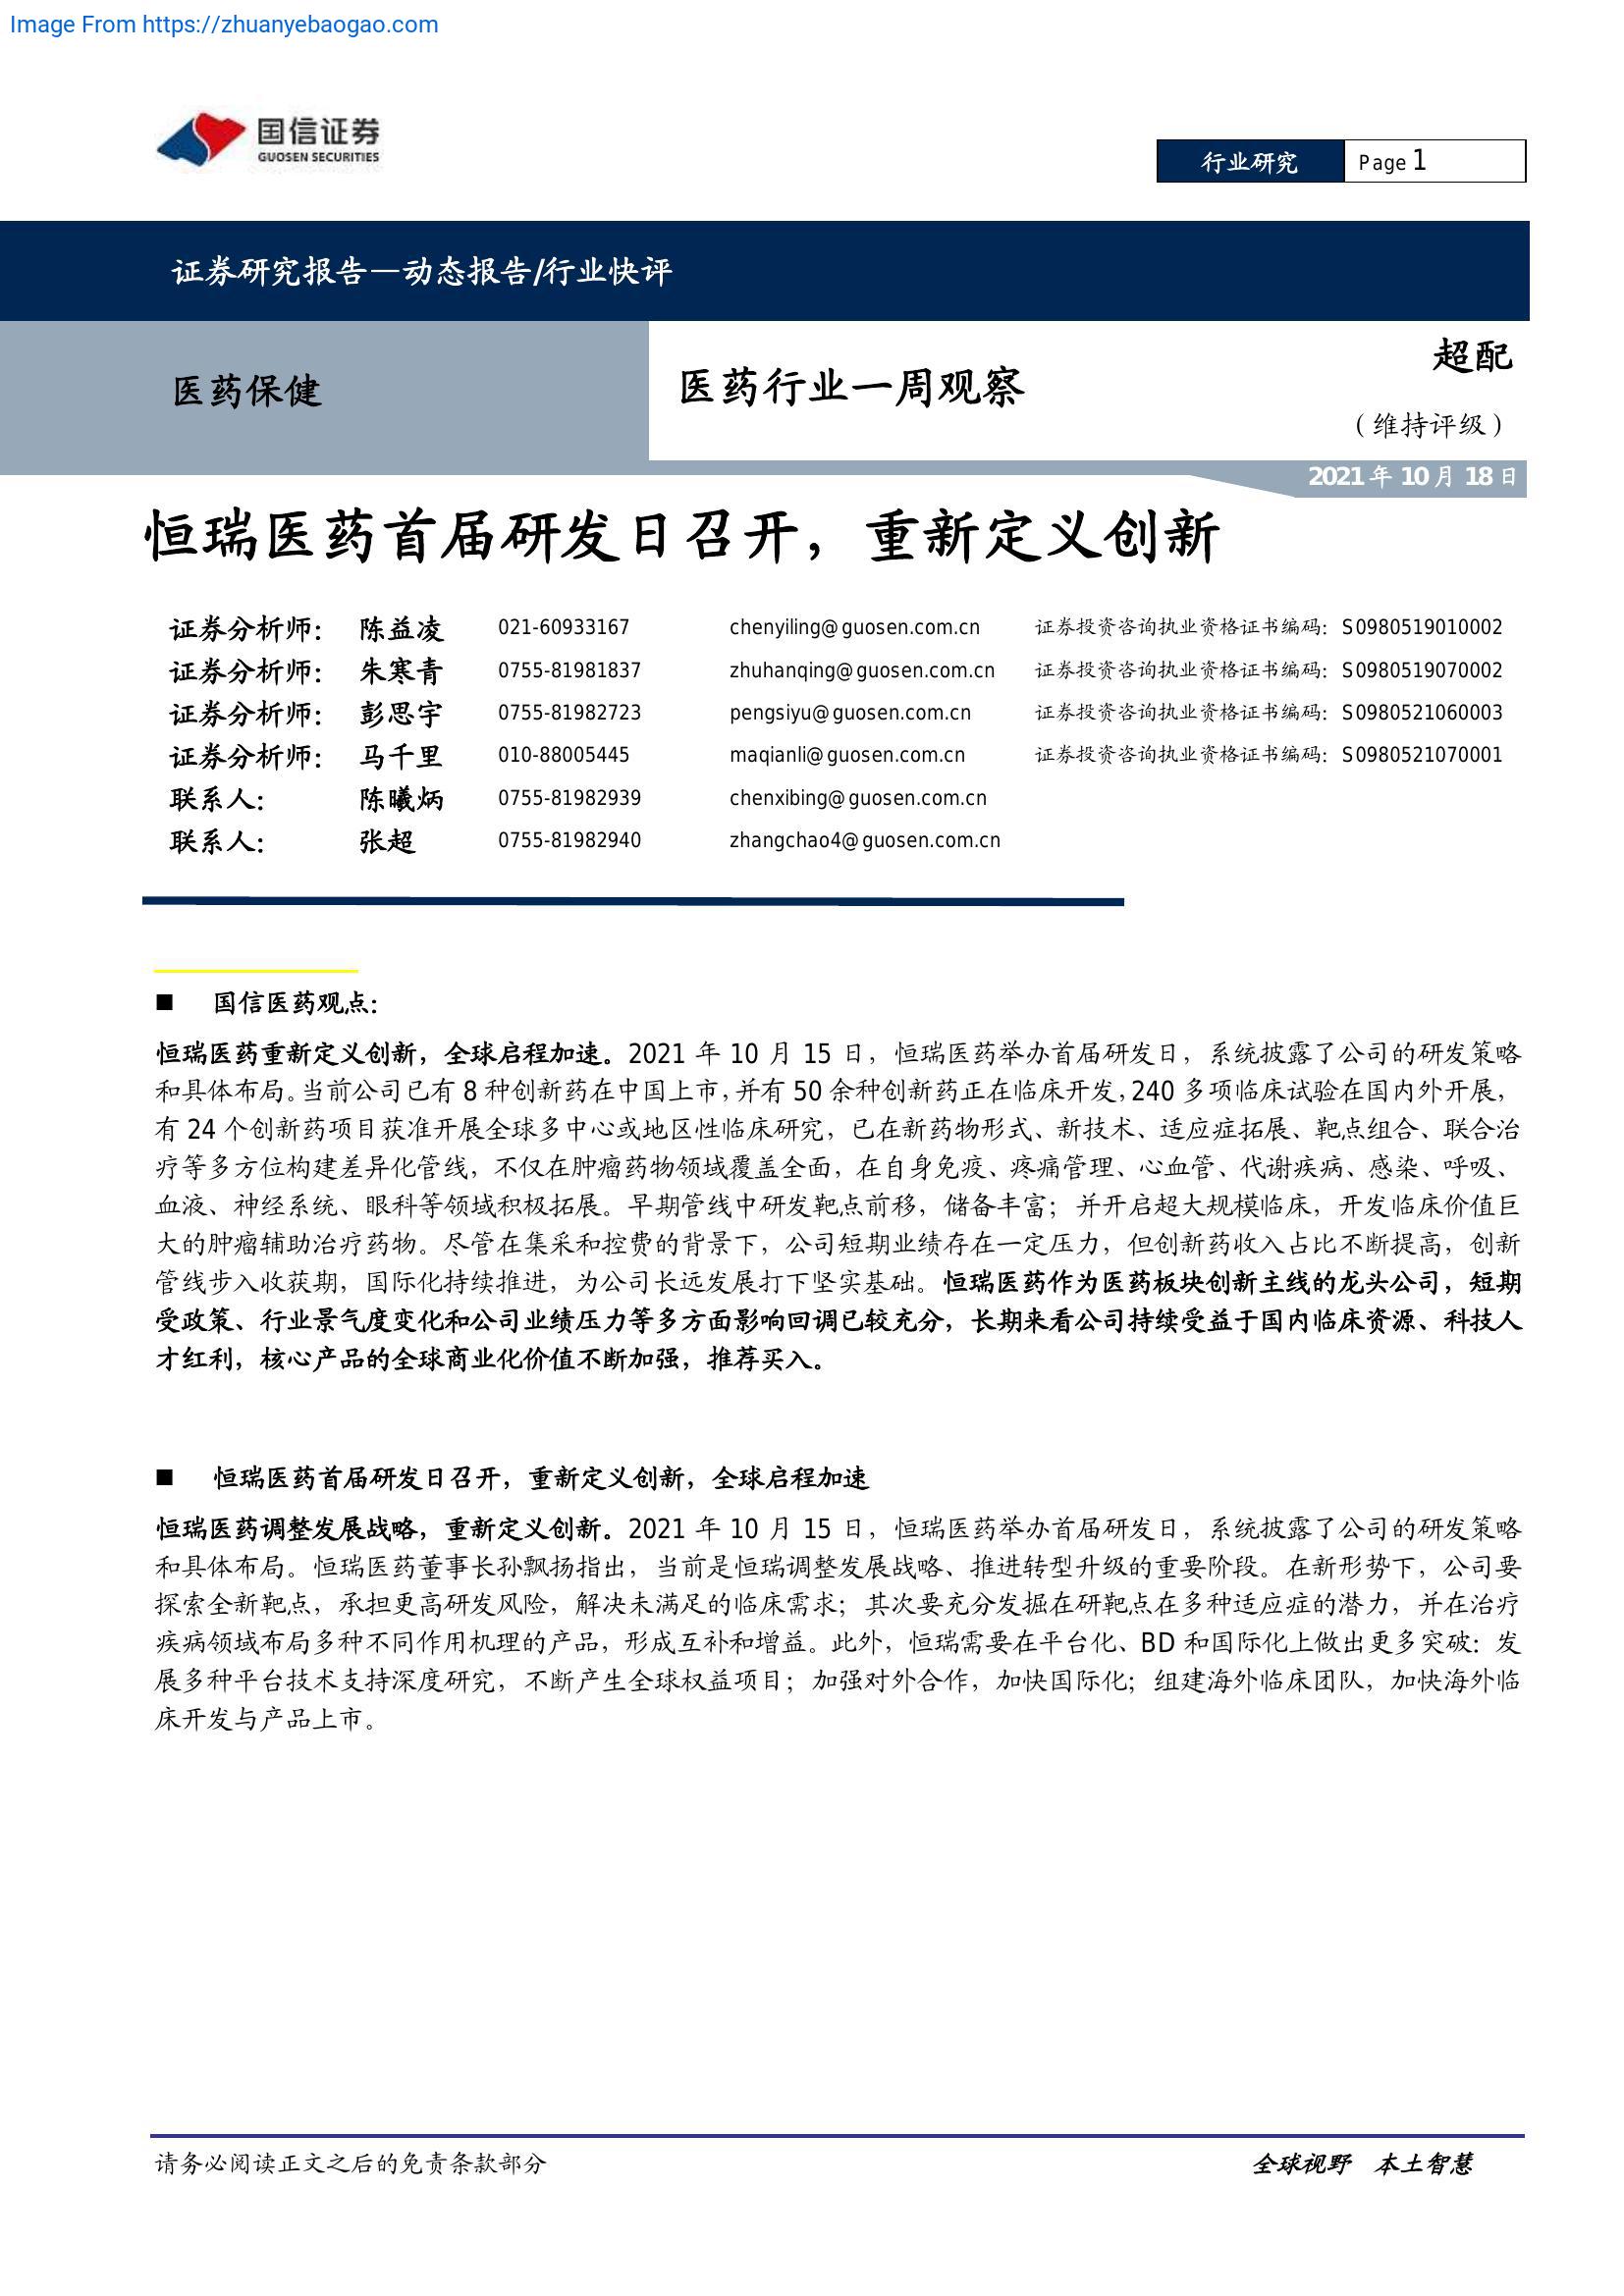 Image From https://zhuanyebaogao.com
国信证券
GUOSEN SECURITIES
行业研究 Page 1
证券研究报告—动态报告/行业快评
医药保健
医药行业一周观察
超配
（维持评级）
2021 年 10 月 18 日
恒瑞医药首届研发日召开，重新定义创新
证券分析师： 陈益凌 021-60933167 chenyiling@guosen.com.cn 证券投资咨询执业资格证书编码：S0980519010002
证券分析师： 朱寒青 0755-81981837 zhuhanqing@guosen.com.cn 证券投资咨询执业资格证书编码：S0980519070002
证券分析师： 彭思宇 0755-81982723 pengsiyu@guosen.com.cn 证券投资咨询执业资格证书编码：S0980521060003
证券分析师： 马千里 010-88005445 maqianli@guosen.com.cn 证券投资咨询执业资格证书编码：S0980521070001
联系人： 陈曦炳 0755-81982939 chenxibing@guosen.com.cn
联系人： 张超 0755-81982940 zhangchao4@guosen.com.cn
■ 国信医药观点：
恒瑞医药重新定义创新，全球启程加速。2021 年 10 月 15 日，恒瑞医药举办首届研发日，系统披露了公司的研发策略
和具体布局。当前公司已有 8 种创新药在中国上市，并有 50 余种创新药正在临床开发，240 多项临床试验在国内外开展，
有 24 个创新药项目获准开展全球多中心或地区性临床研究，已在新药物形式、新技术、适应症拓展、靶点组合、联合治
疗等多方位构建差异化管线，不仅在肿瘤药物领域覆盖全面，在自身免疫、疼痛管理、心血管、代谢疾病、感染、呼吸、
血液、神经系统、眼科等领域积极拓展。早期管线中研发靶点前移，储备丰富；并开启超大规模临床，开发临床价值巨
大的肿瘤辅助治疗药物。尽管在集采和控费的背景下，公司短期业绩存在一定压力，但创新药收入占比不断提高，创新
管线步入收获期，国际化持续推进，为公司长远发展打下坚实基础。恒瑞医药作为医药板块创新主线的龙头公司，短期
受政策、行业景气度变化和公司业绩压力等多方面影响回调已较充分，长期来看公司持续受益于国内临床资源、科技人
才红利，核心产品的全球商业化价值不断加强，推荐买入。
■ 恒瑞医药首届研发日召开，重新定义创新，全球启程加速
恒瑞医药调整发展战略，重新定义创新。2021 年 10 月 15 日，恒瑞医药举办首届研发日，系统披露了公司的研发策略
和具体布局。恒瑞医药董事长孙飘扬指出，当前是恒瑞调整发展战略、推进转型升级的重要阶段。在新形势下，公司要
探索全新靶点，承担更高研发风险，解决未满足的临床需求；其次要充分发掘在研靶点在多种适应症的潜力，并在治疗
疾病领域布局多种不同作用机理的产品，形成互补和增益。此外，恒瑞需要在平台化、BD 和国际化上做出更多突破：发
展多种平台技术支持深度研究，不断产生全球权益项目；加强对外合作，加快国际化；组建海外临床团队，加快海外临
床开发与产品上市。
请务必阅读正文之后的免责条款部分
全球视野 本土智慧